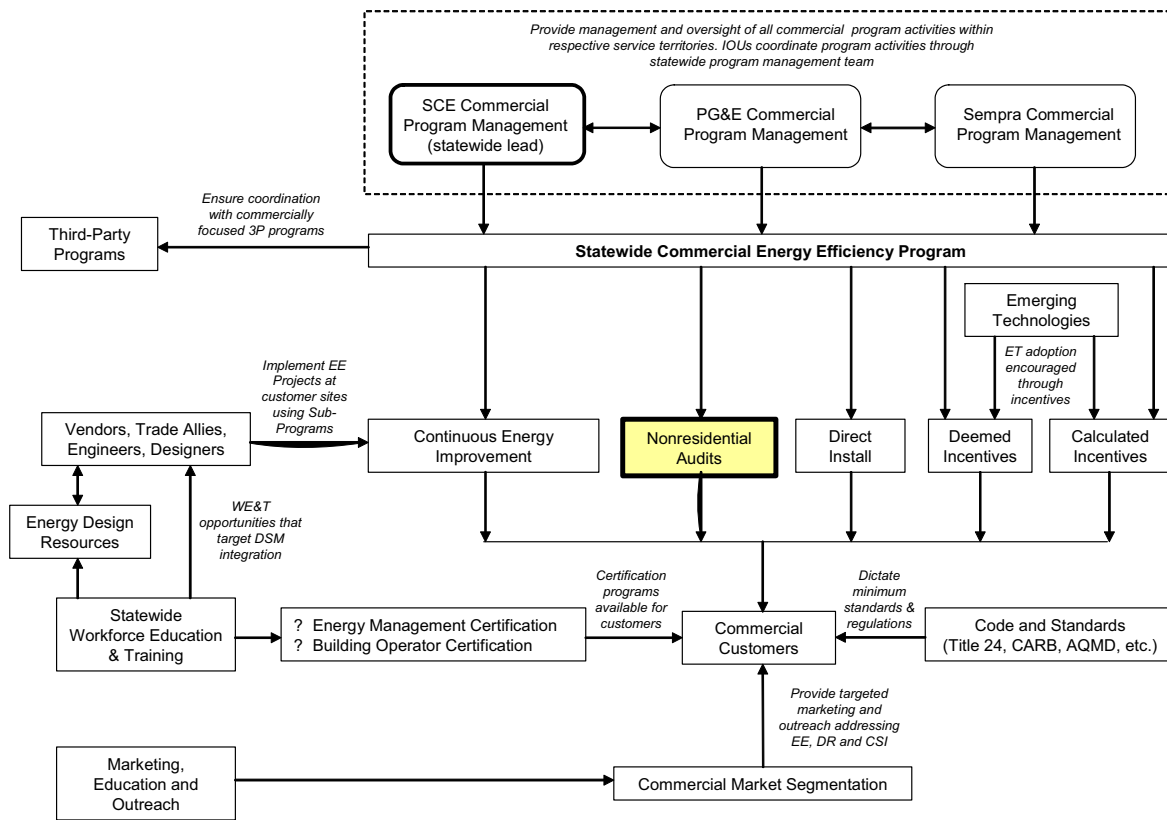 Provide management and oversight of all commercial program activities within
respective service territories. IOUs coordinate program activities through
statewide program management team
SCE Commercial
Program Management
(statewide lead)
PG&E Commercial
Program Management
Sempra Commercial
Program Management
Ensure coordination
with commercially
focused 3P programs
Third-Party
Programs
Statewide Commercial Energy Efficiency Program
Emerging
Technologies
ET adoption
encouraged
through
incentives
Implement EE
Projects at
customer sites
using Sub-
Programs
Vendors, Trade Allies,
Engineers, Designers
Continuous Energy
Improvement
Nonresidential
Audits
Direct
Install
Deemed
Incentives
Calculated
Incentives
Energy Design
Resources
WE&T
opportunities that
target DSM
integration
Certification
programs
available for
customers
Dictate
minimum
standards &
regulations
Statewide
Workforce Education
& Training
? Energy Management Certification
? Building Operator Certification
Commercial
Customers
Code and Standards
(Title 24, CARB, AQMD, etc.)
Provide targeted
marketing and
outreach addressing
EE, DR and CSI
Marketing,
Education and
Outreach
Commercial Market Segmentation